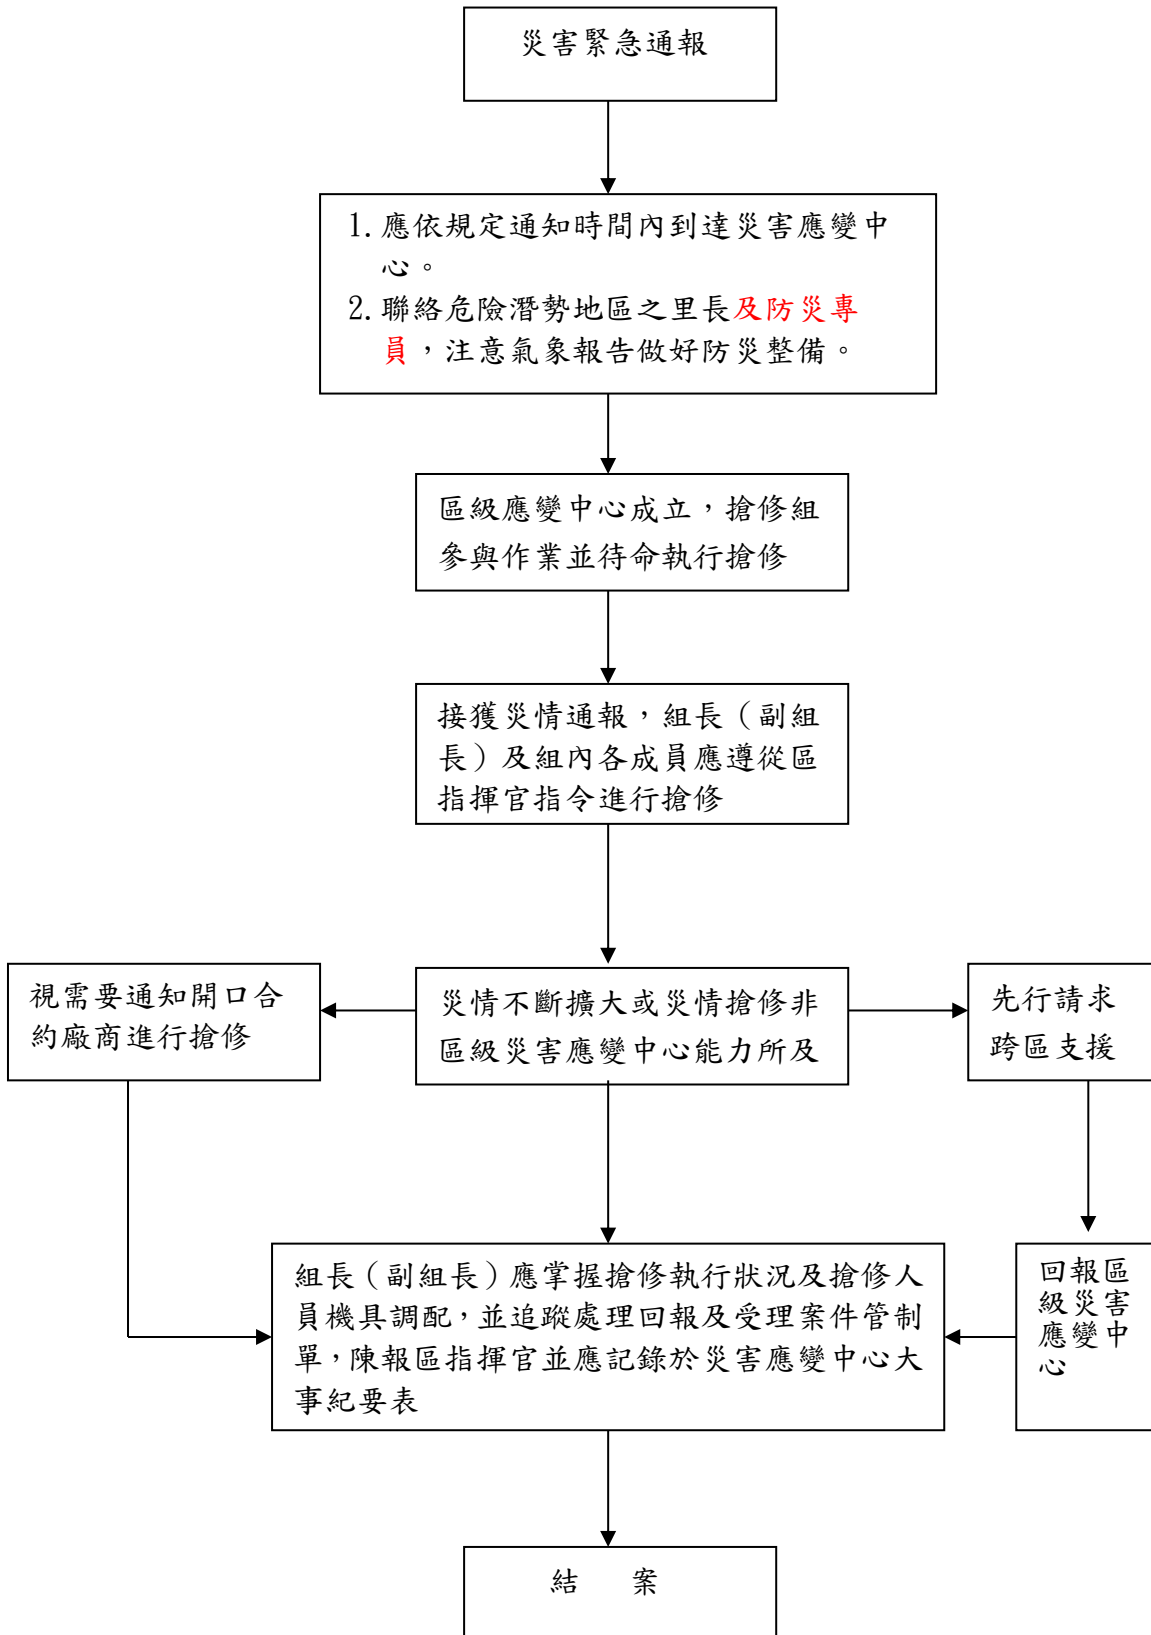 災害緊急通報
1. 應依規定通知時間內到達災害應變中
心。
2. 聯絡危險潛勢地區之里長及防災專
員，注意氣象報告做好防災整備。
區級應變中心成立，搶修組
參與作業並待命執行搶修
接獲災情通報，組長（副組
長）及組內各成員應遵從區
指揮官指令進行搶修
視需要通知開口合
約廠商進行搶修
災情不斷擴大或災情搶修非
區級災害應變中心能力所及
先行請求
跨區支援
組長（副組長）應掌握搶修執行狀況及搶修人
員機具調配，並追蹤處理回報及受理案件管制
單，陳報區指揮官並應記錄於災害應變中心大
事紀要表
回報區
級災害
應變中
心
結　案